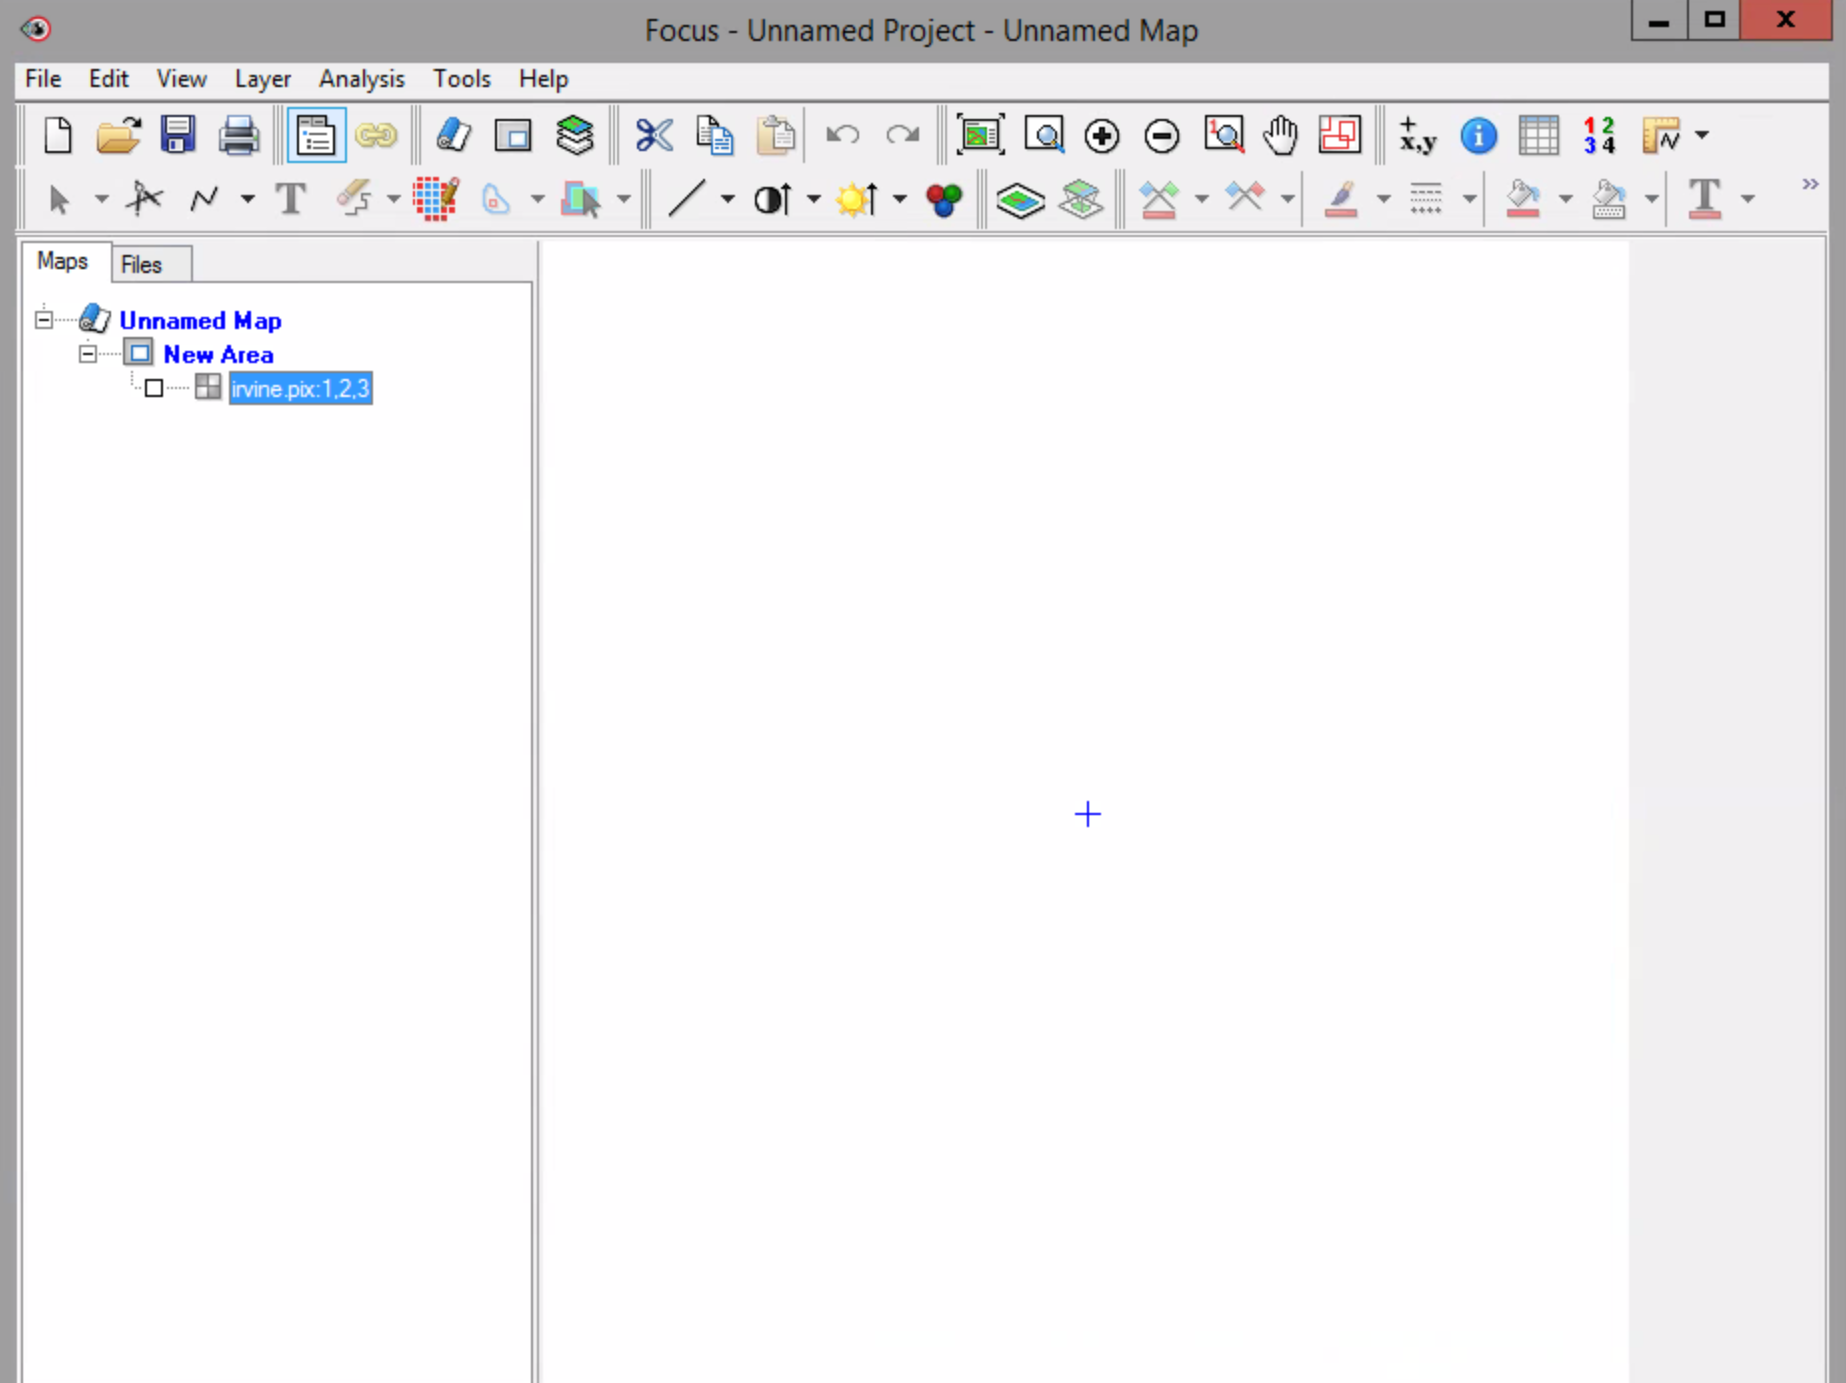 Focus - Unnamed Project - Unnamed Map
File Edit View Layer Analysis Tools Help
+
x,y
1 2
3 4
Maps Files
Unnamed Map
New Area
irvine.pix:1,2,3